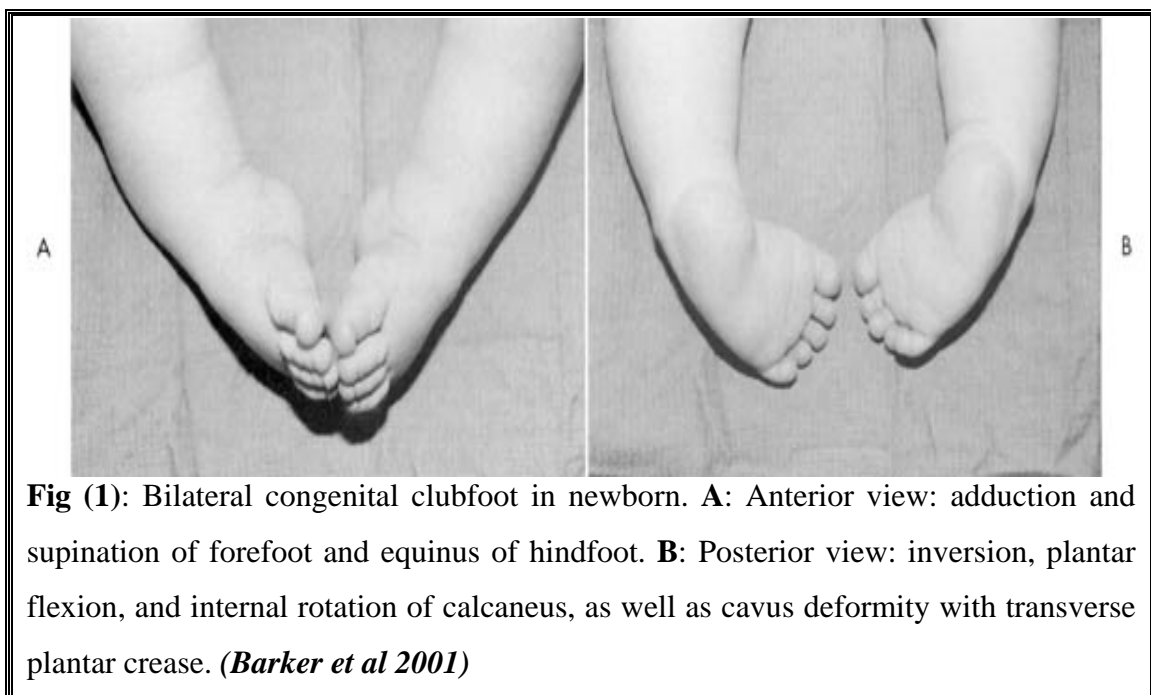 A
B
Fig (1): Bilateral congenital clubfoot in newborn. A: Anterior view: adduction and
supination of forefoot and equinus of hindfoot. B: Posterior view: inversion, plantar
flexion, and internal rotation of calcaneus, as well as cavus deformity with transverse
plantar crease. (Barker et al 2001)